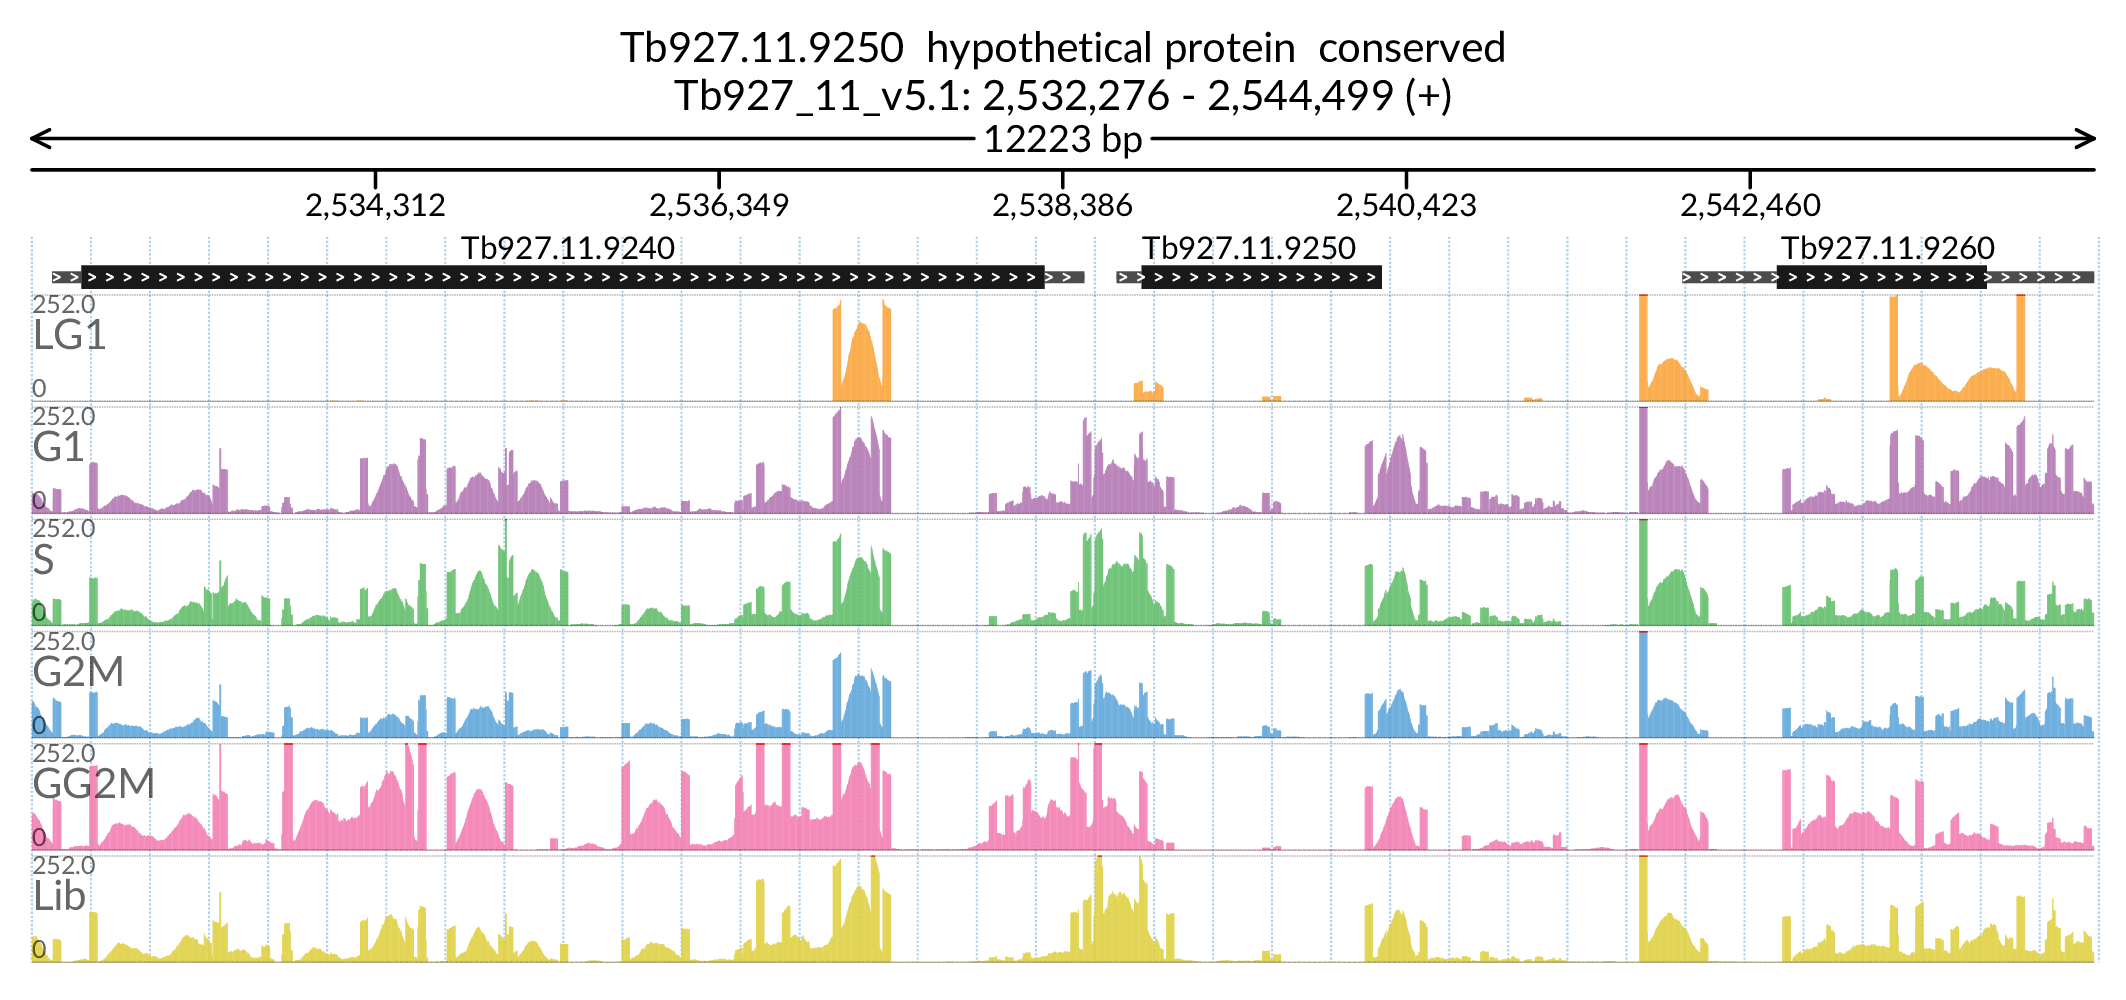 Tb927.11.9250 hypothetical protein conserved
Tb927_11_v5.1: 2,532,276 - 2,544,499 (+)
12223 bp
2,534,312 2,536,349 2,538,386 2,540,423 2,542,460
Tb927.11.9240 Tb927.11.9250 Tb927.11.9260
252.0
LG1
0
252.0
G1
0
252.0
S
0
252.0
G2M
0
252.0
GG2M
0
252.0
Lib
0